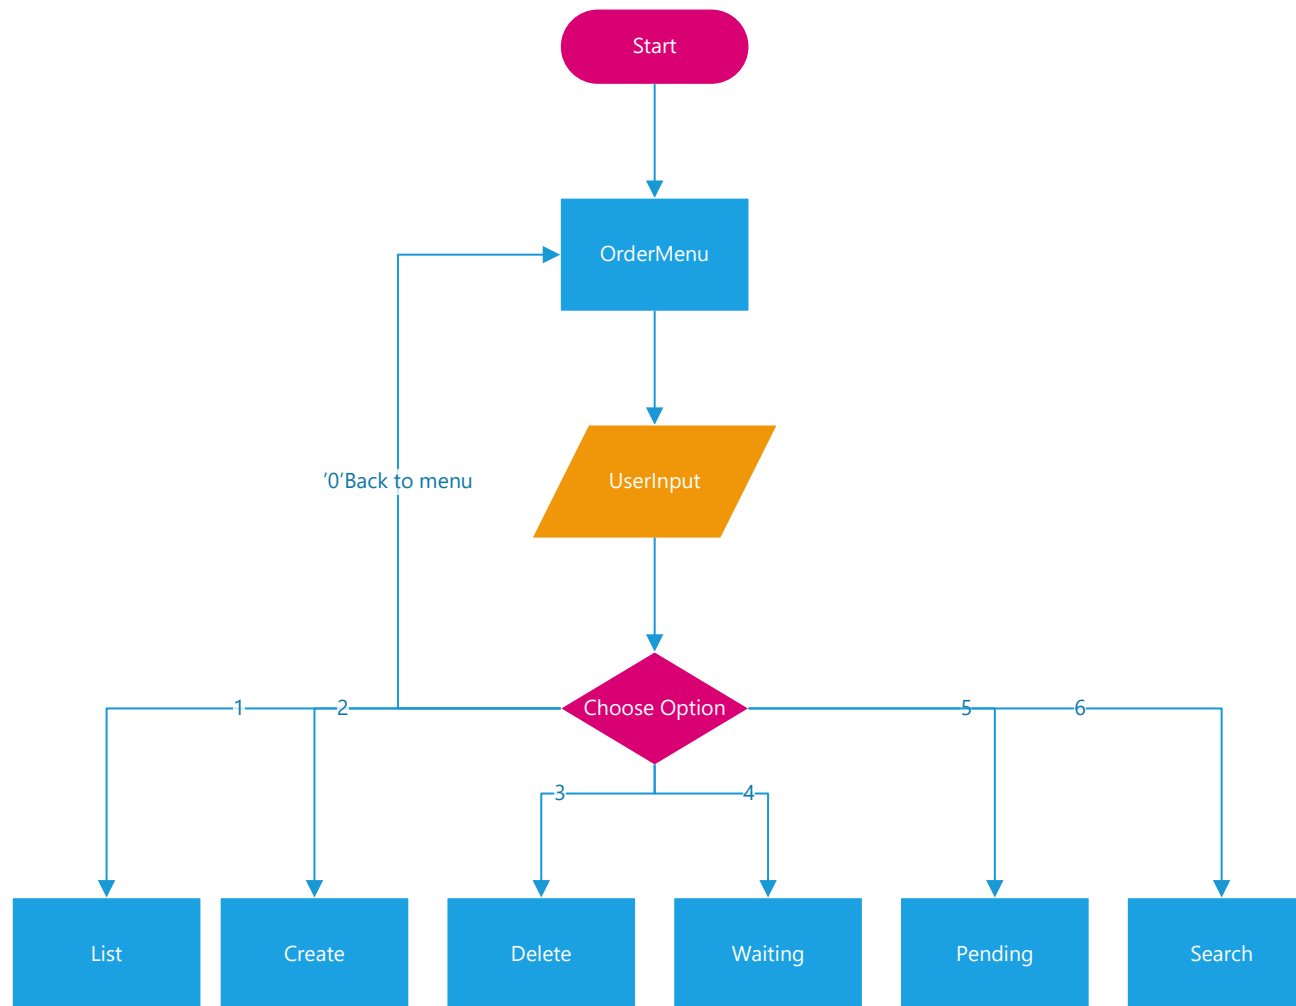 Start
OrderMenu
‘0’Back to menu
UserInput
Choose Option
1
2
5
6
3
4
List
Create
Delete
Waiting
Pending
Search